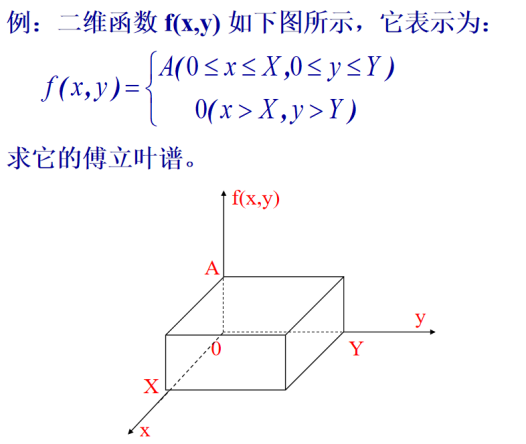 例：二维函数 f(x,y) 如下图所示，它表示为：
f(x,y)={A(0≤x≤X,0≤y≤Y)
0(x>X,y>Y)
求它的傅立叶谱。
f(x,y)
A
y
0
Y
X
x